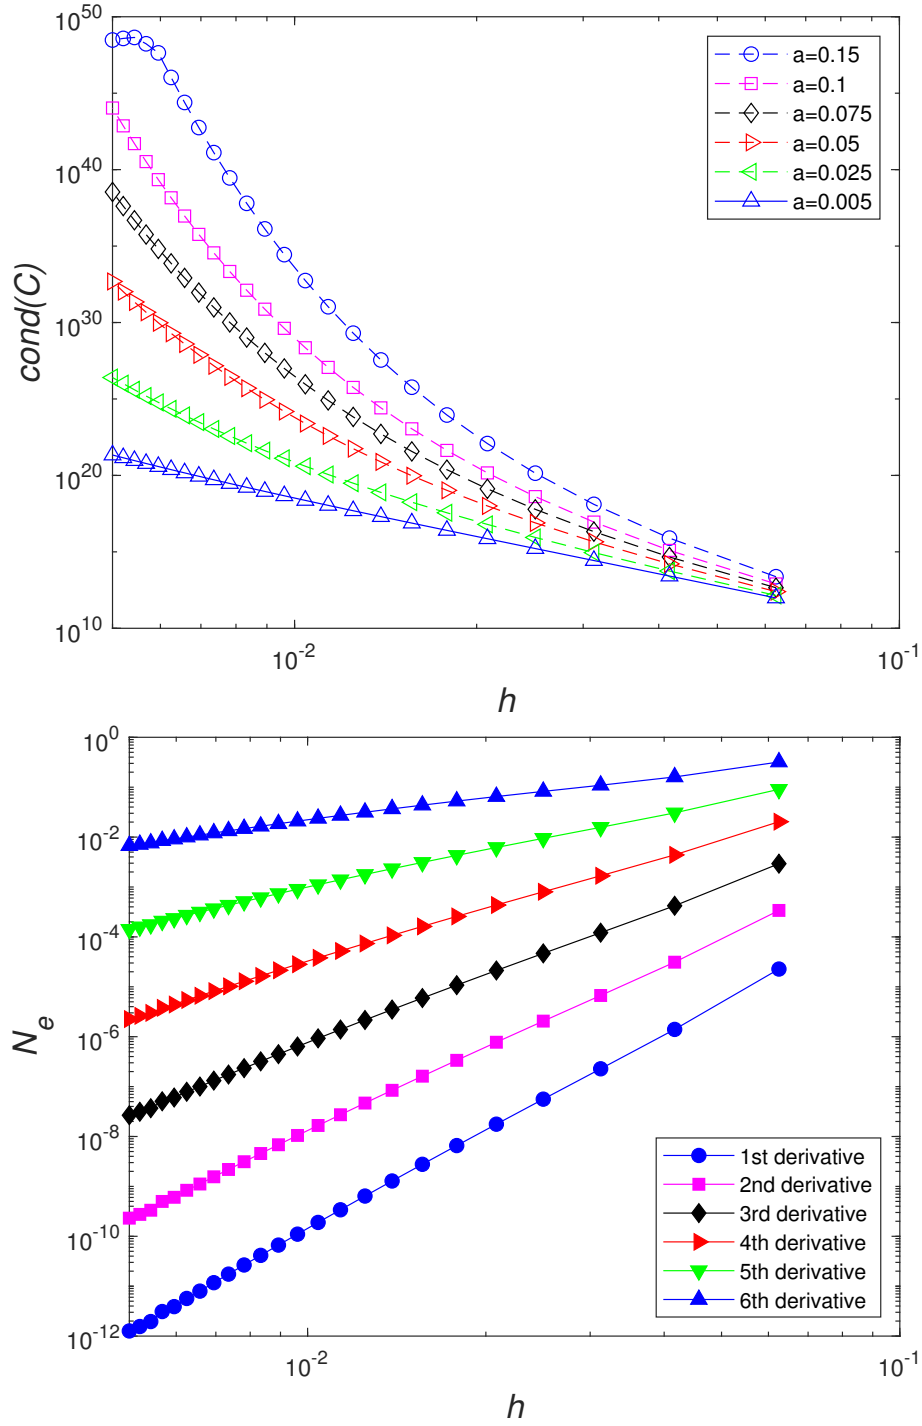 10^50
10^40
10^30
10^20
10^10
cond(C)
a=0.15
a=0.1
a=0.075
a=0.05
a=0.025
a=0.005
10^-2
10^-1
h
10^0
10^-2
10^-4
10^-6
10^-8
10^-10
10^-12
N_e
1st derivative
2nd derivative
3rd derivative
4th derivative
5th derivative
6th derivative
10^-2
10^-1
h